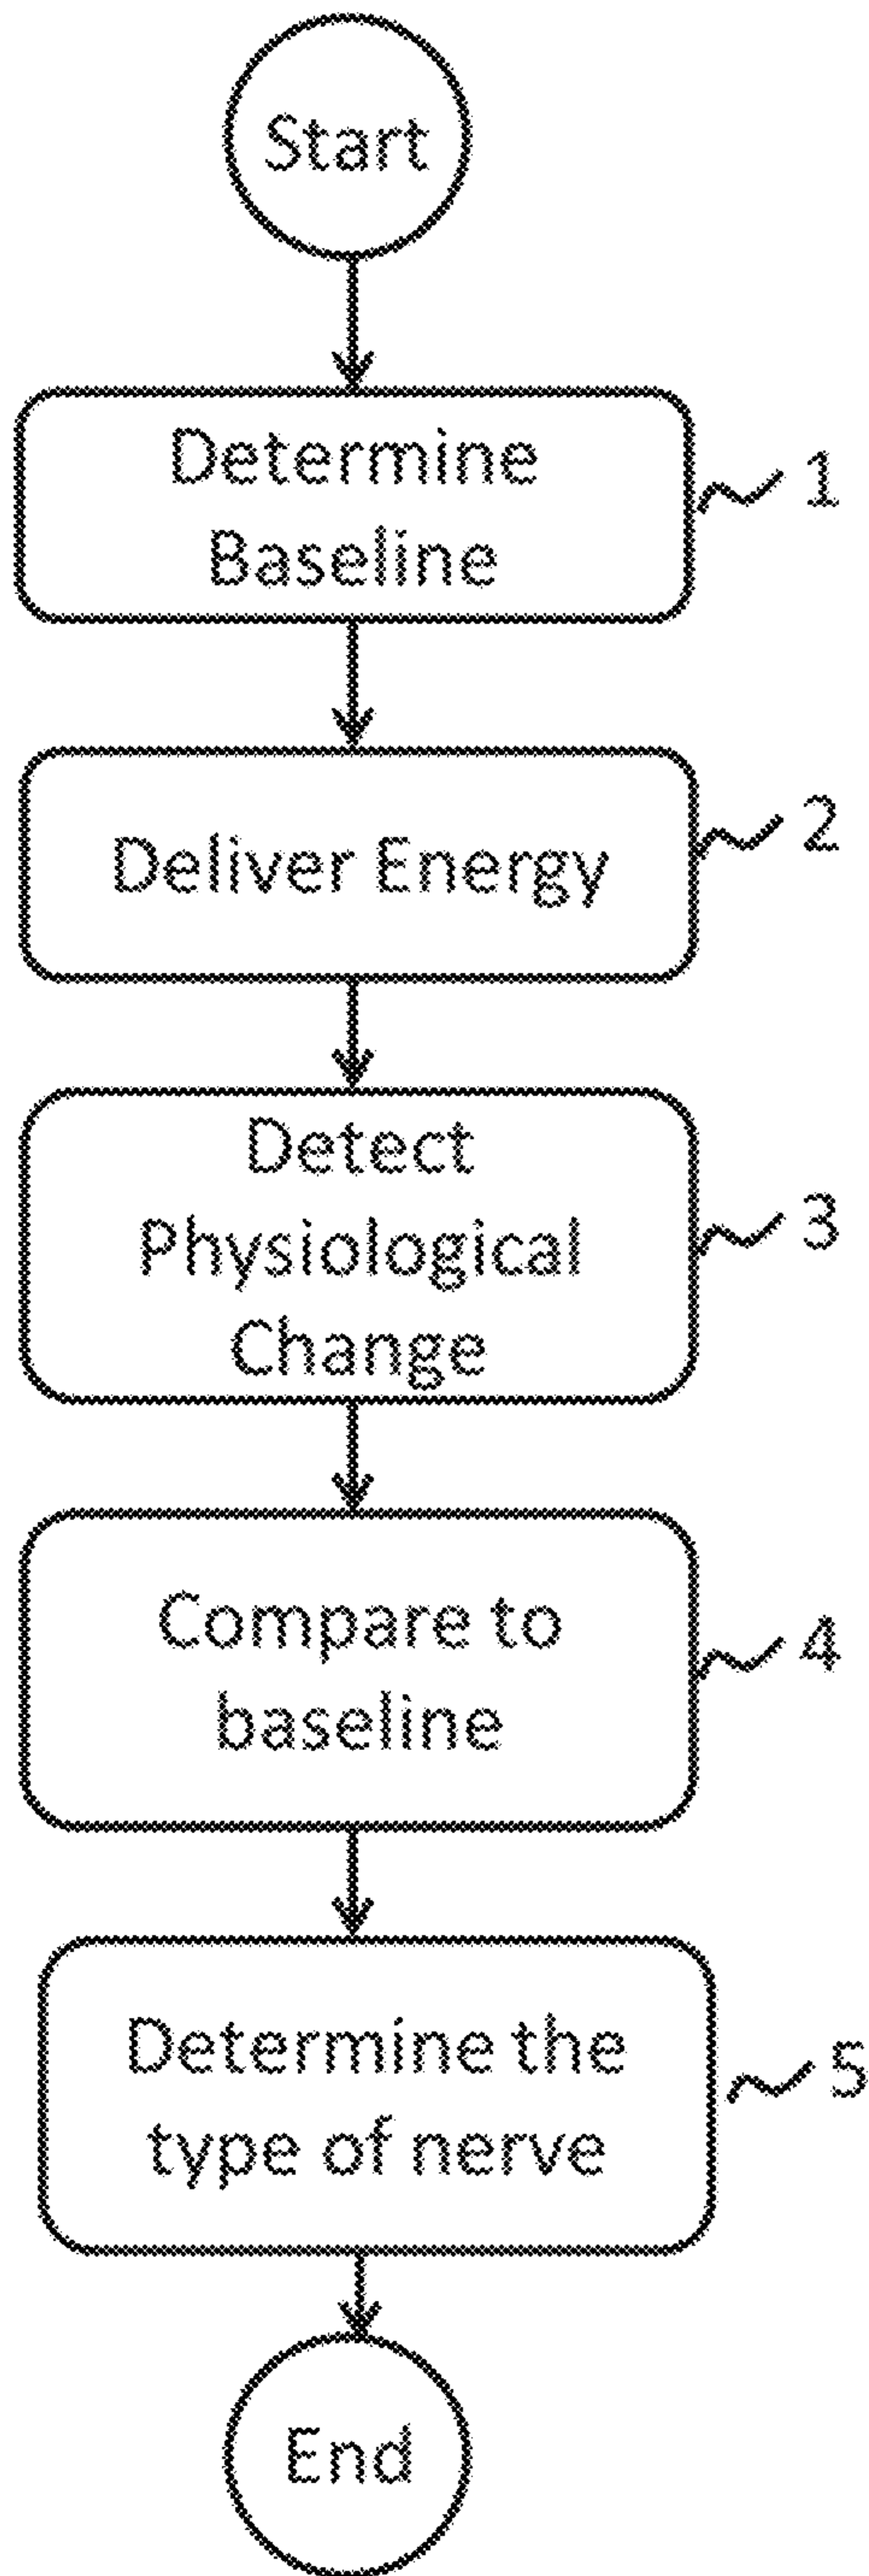 Start
Determine
Baseline
1
Deliver Energy
2
Detect
Physiological
Change
3
Compare to
baseline
4
Determine the
type of nerve
5
End